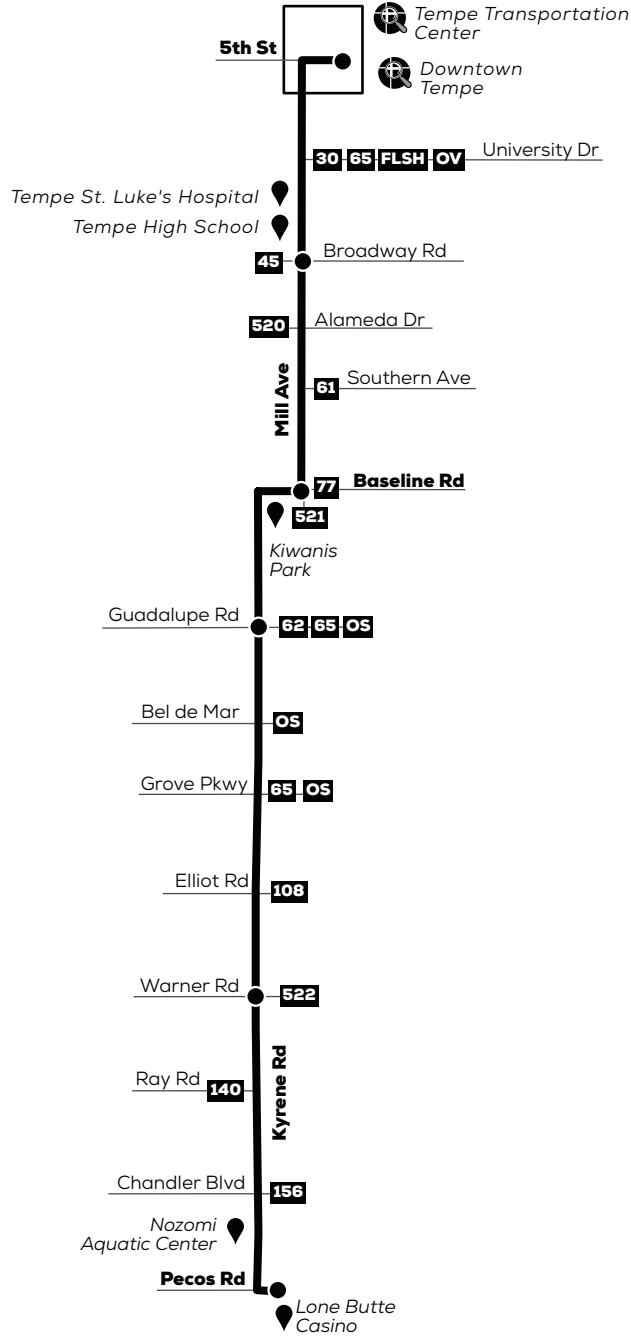 Tempe Transportation
Center
5th St
Downtown
Tempe
30 65 FLSH OV University Dr
Tempe St. Luke's Hospital
Tempe High School
45 Broadway Rd
520 Alameda Dr
61 Southern Ave
Mill Ave
77 Baseline Rd
521
Kiwanis
Park
Guadalupe Rd 62 65 OS
Bel de Mar OS
Grove Pkwy 65 OS
Elliot Rd 108
Warner Rd 522
Kyrene Rd
Ray Rd 140
Chandler Blvd 156
Nozomi
Aquatic Center
Pecos Rd
Lone Butte
Casino